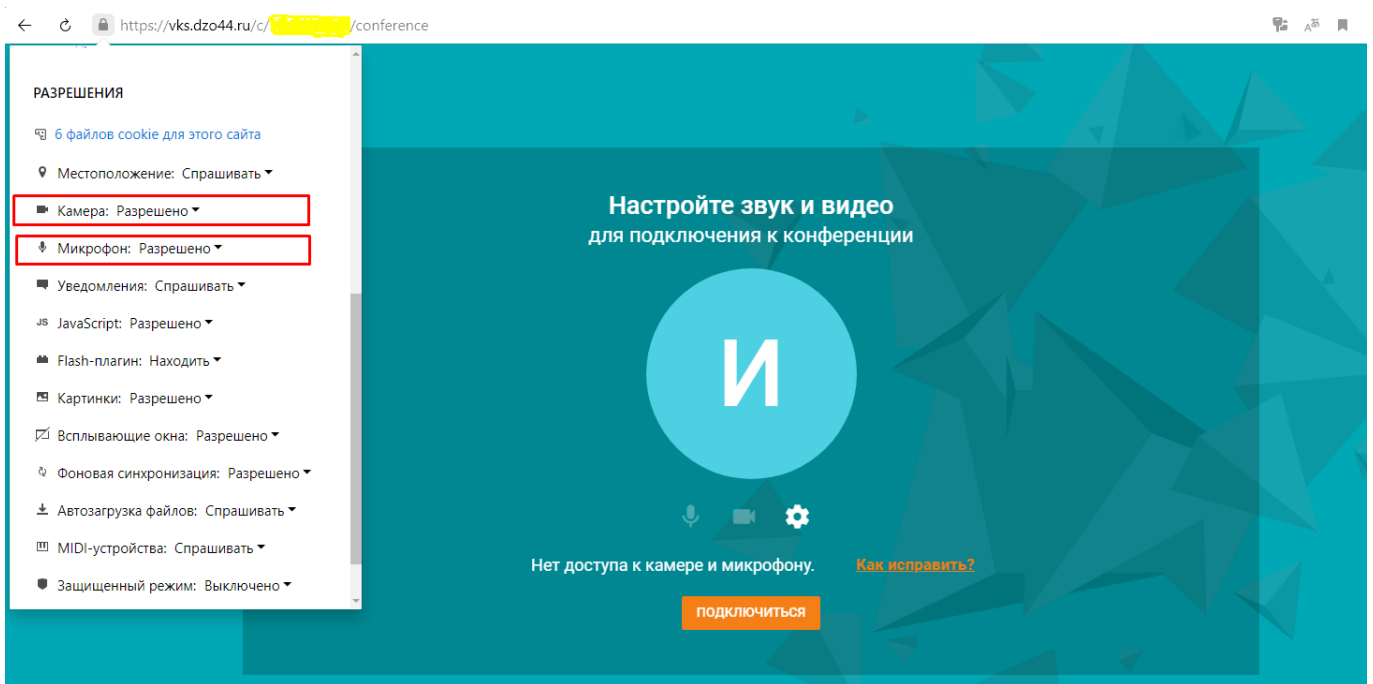 https://vks.dzo44.ru/c/ /conference
РАЗРЕШЕНИЯ
6 файлов cookie для этого сайта
Местоположение: Спрашивать
Камера: Разрешено
Микрофон: Разрешено
Уведомления: Спрашивать
JS JavaScript: Разрешено
Flash-плагин: Находить
Картинки: Разрешено
Всплывающие окна: Разрешено
Фоновая синхронизация: Разрешено
Автозагрузка файлов: Спрашивать
MIDI-устройства: Спрашивать
Защищенный режим: Выключено
Настройте звук и видео
для подключения к конференции
И
Нет доступа к камере и микрофону. Как исправить?
ПОДКЛЮЧИТЬСЯ